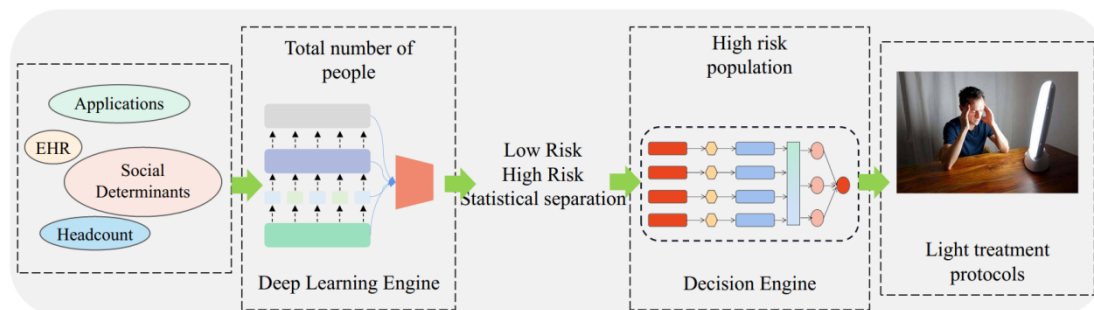 Applications
EHR
Social
Determinants
Headcount
Total number of
people
Deep Learning Engine
Low Risk
High Risk
Statistical separation
High risk
population
Decision Engine
Light treatment
protocols